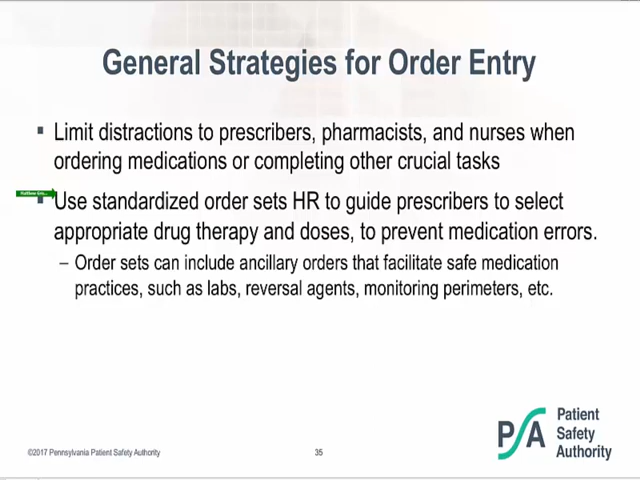 General Strategies for Order Entry
▪ Limit distractions to prescribers, pharmacists, and nurses when
ordering medications or completing other crucial tasks
▪ Use standardized order sets HR to guide prescribers to select
appropriate drug therapy and doses, to prevent medication errors.
– Order sets can include ancillary orders that facilitate safe medication
practices, such as labs, reversal agents, monitoring perimeters, etc.
PSA
Patient
Safety
Authority
©2017 Pennsylvania Patient Safety Authority
35